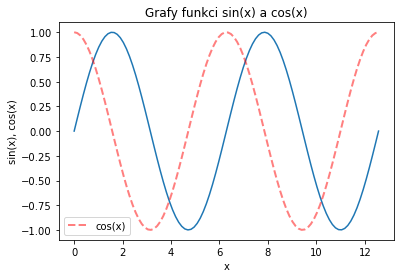 Grafy funkci sin(x) a cos(x)
sin(x), cos(x)
1.00
0.75
0.50
0.25
0.00
−0.25
−0.50
−0.75
−1.00
cos(x)
0 2 4 6 8 10 12
x